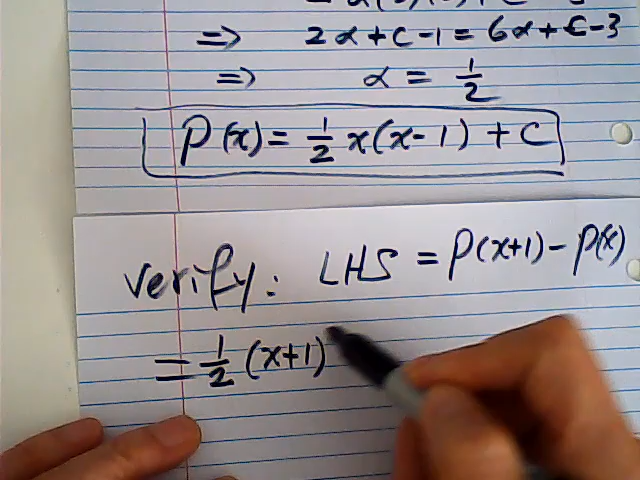 => 2α+c-1 = 6α+c-3
=> α = 1/2
P(x) = 1/2 x(x-1) + C
verify: LHS = P(x+1) - P(x)
= 1/2 (x+1)